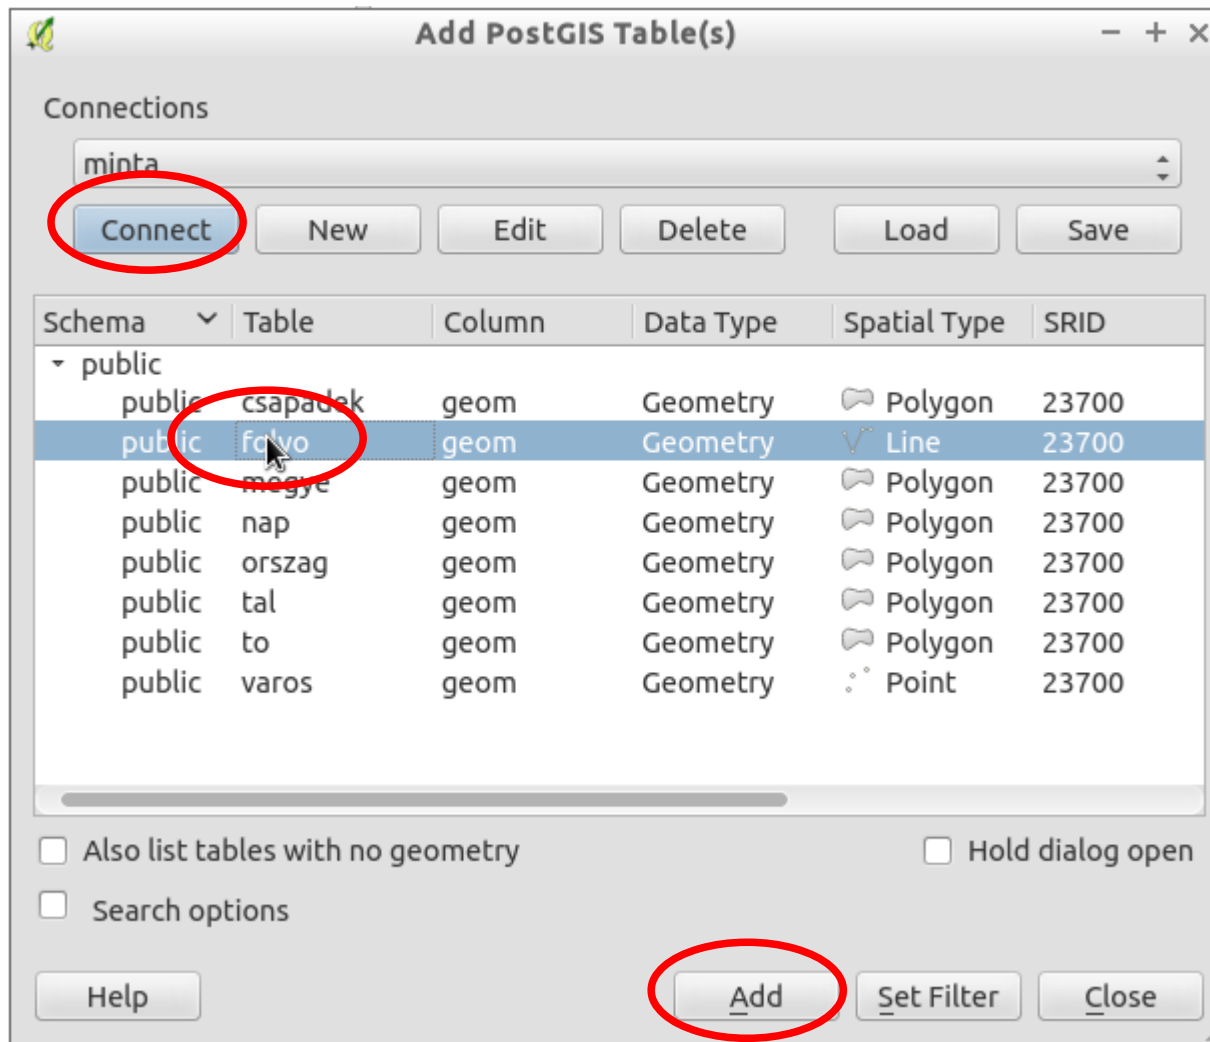 Add PostGIS Table(s)
Connections
minta
Connect New Edit Delete Load Save
Schema Table Column Data Type Spatial Type SRID
public
public csapadek geom Geometry Polygon 23700
public folyo geom Geometry Line 23700
public megye geom Geometry Polygon 23700
public nap geom Geometry Polygon 23700
public orszag geom Geometry Polygon 23700
public tal geom Geometry Polygon 23700
public to geom Geometry Polygon 23700
public varos geom Geometry Point 23700
Also list tables with no geometry Hold dialog open
Search options
Help Add Set Filter Close